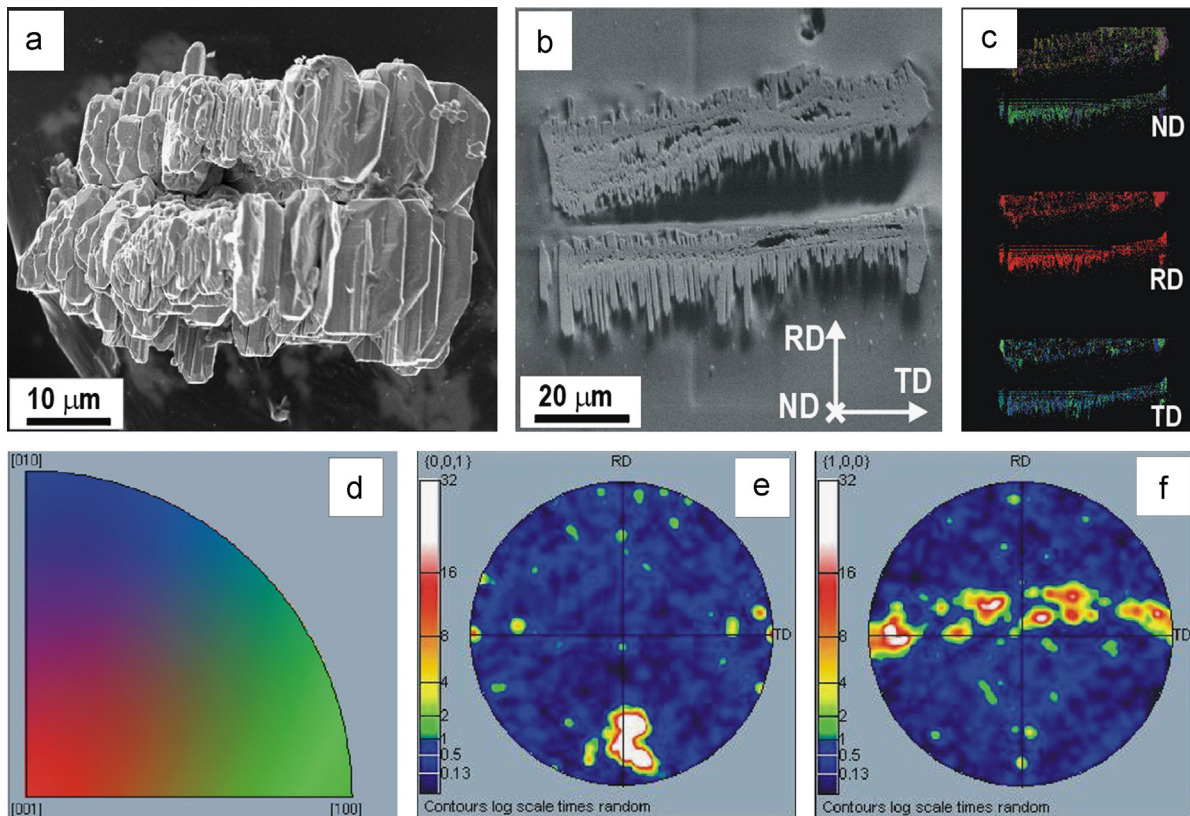 a
10 μm
b
RD
TD
ND
20 μm
c
ND
RD
TD
[010]
d
[001]
[100]
{0,0,1}
RD
e
32
16
8
TD
4
2
1
0.5
0.13
Contours log scale times random
{1,0,0}
RD
f
32
16
8
TD
4
2
1
0.5
0.13
Contours log scale times random